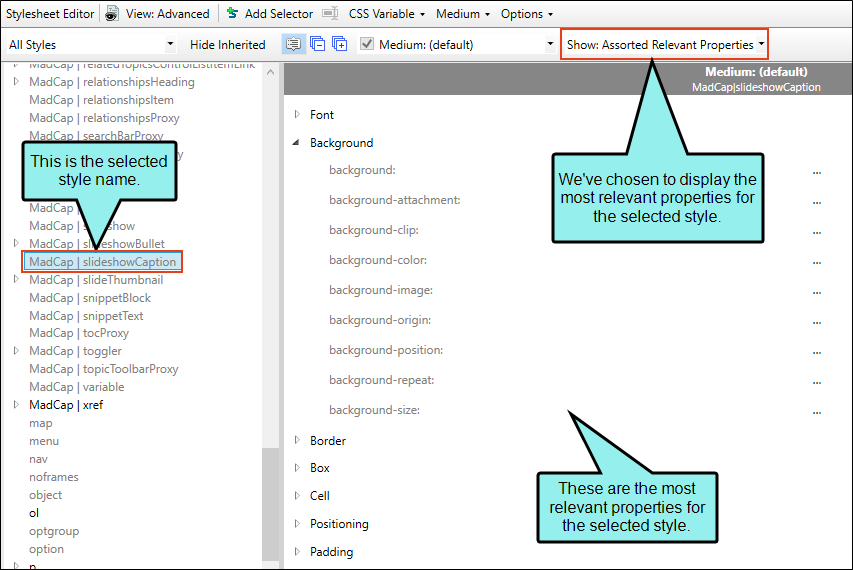 Stylesheet Editor View: Advanced Add Selector CSS Variable Medium Options
All Styles Hide Inherited Medium: (default) Show: Assorted Relevant Properties
MadCap | relatedTopicsControlListItemLink
MadCap | relationshipsHeading
MadCap | relationshipsItem
MadCap | relationshipsProxy
MadCap | searchBarProxy
This is the selected
style name.
MadCap |
MadCap |
MadCap | slideshowBullet
MadCap | slideshowCaption
MadCap | slideThumbnail
MadCap | snippetBlock
MadCap | snippetText
MadCap | tocProxy
MadCap | toggler
MadCap | topicToolbarProxy
MadCap | variable
MadCap | xref
map
menu
nav
noframes
object
ol
optgroup
option
p
Medium: (default)
MadCap|slideshowCaption
Font
Background
background: ...
background-attachment: ...
background-clip: ...
background-color: ...
background-image: ...
background-origin: ...
background-position: ...
background-repeat: ...
background-size: ...
Border
Box
Cell
Positioning
Padding
We've chosen to display the
most relevant properties for
the selected style.
These are the most
relevant properties for
the selected style.